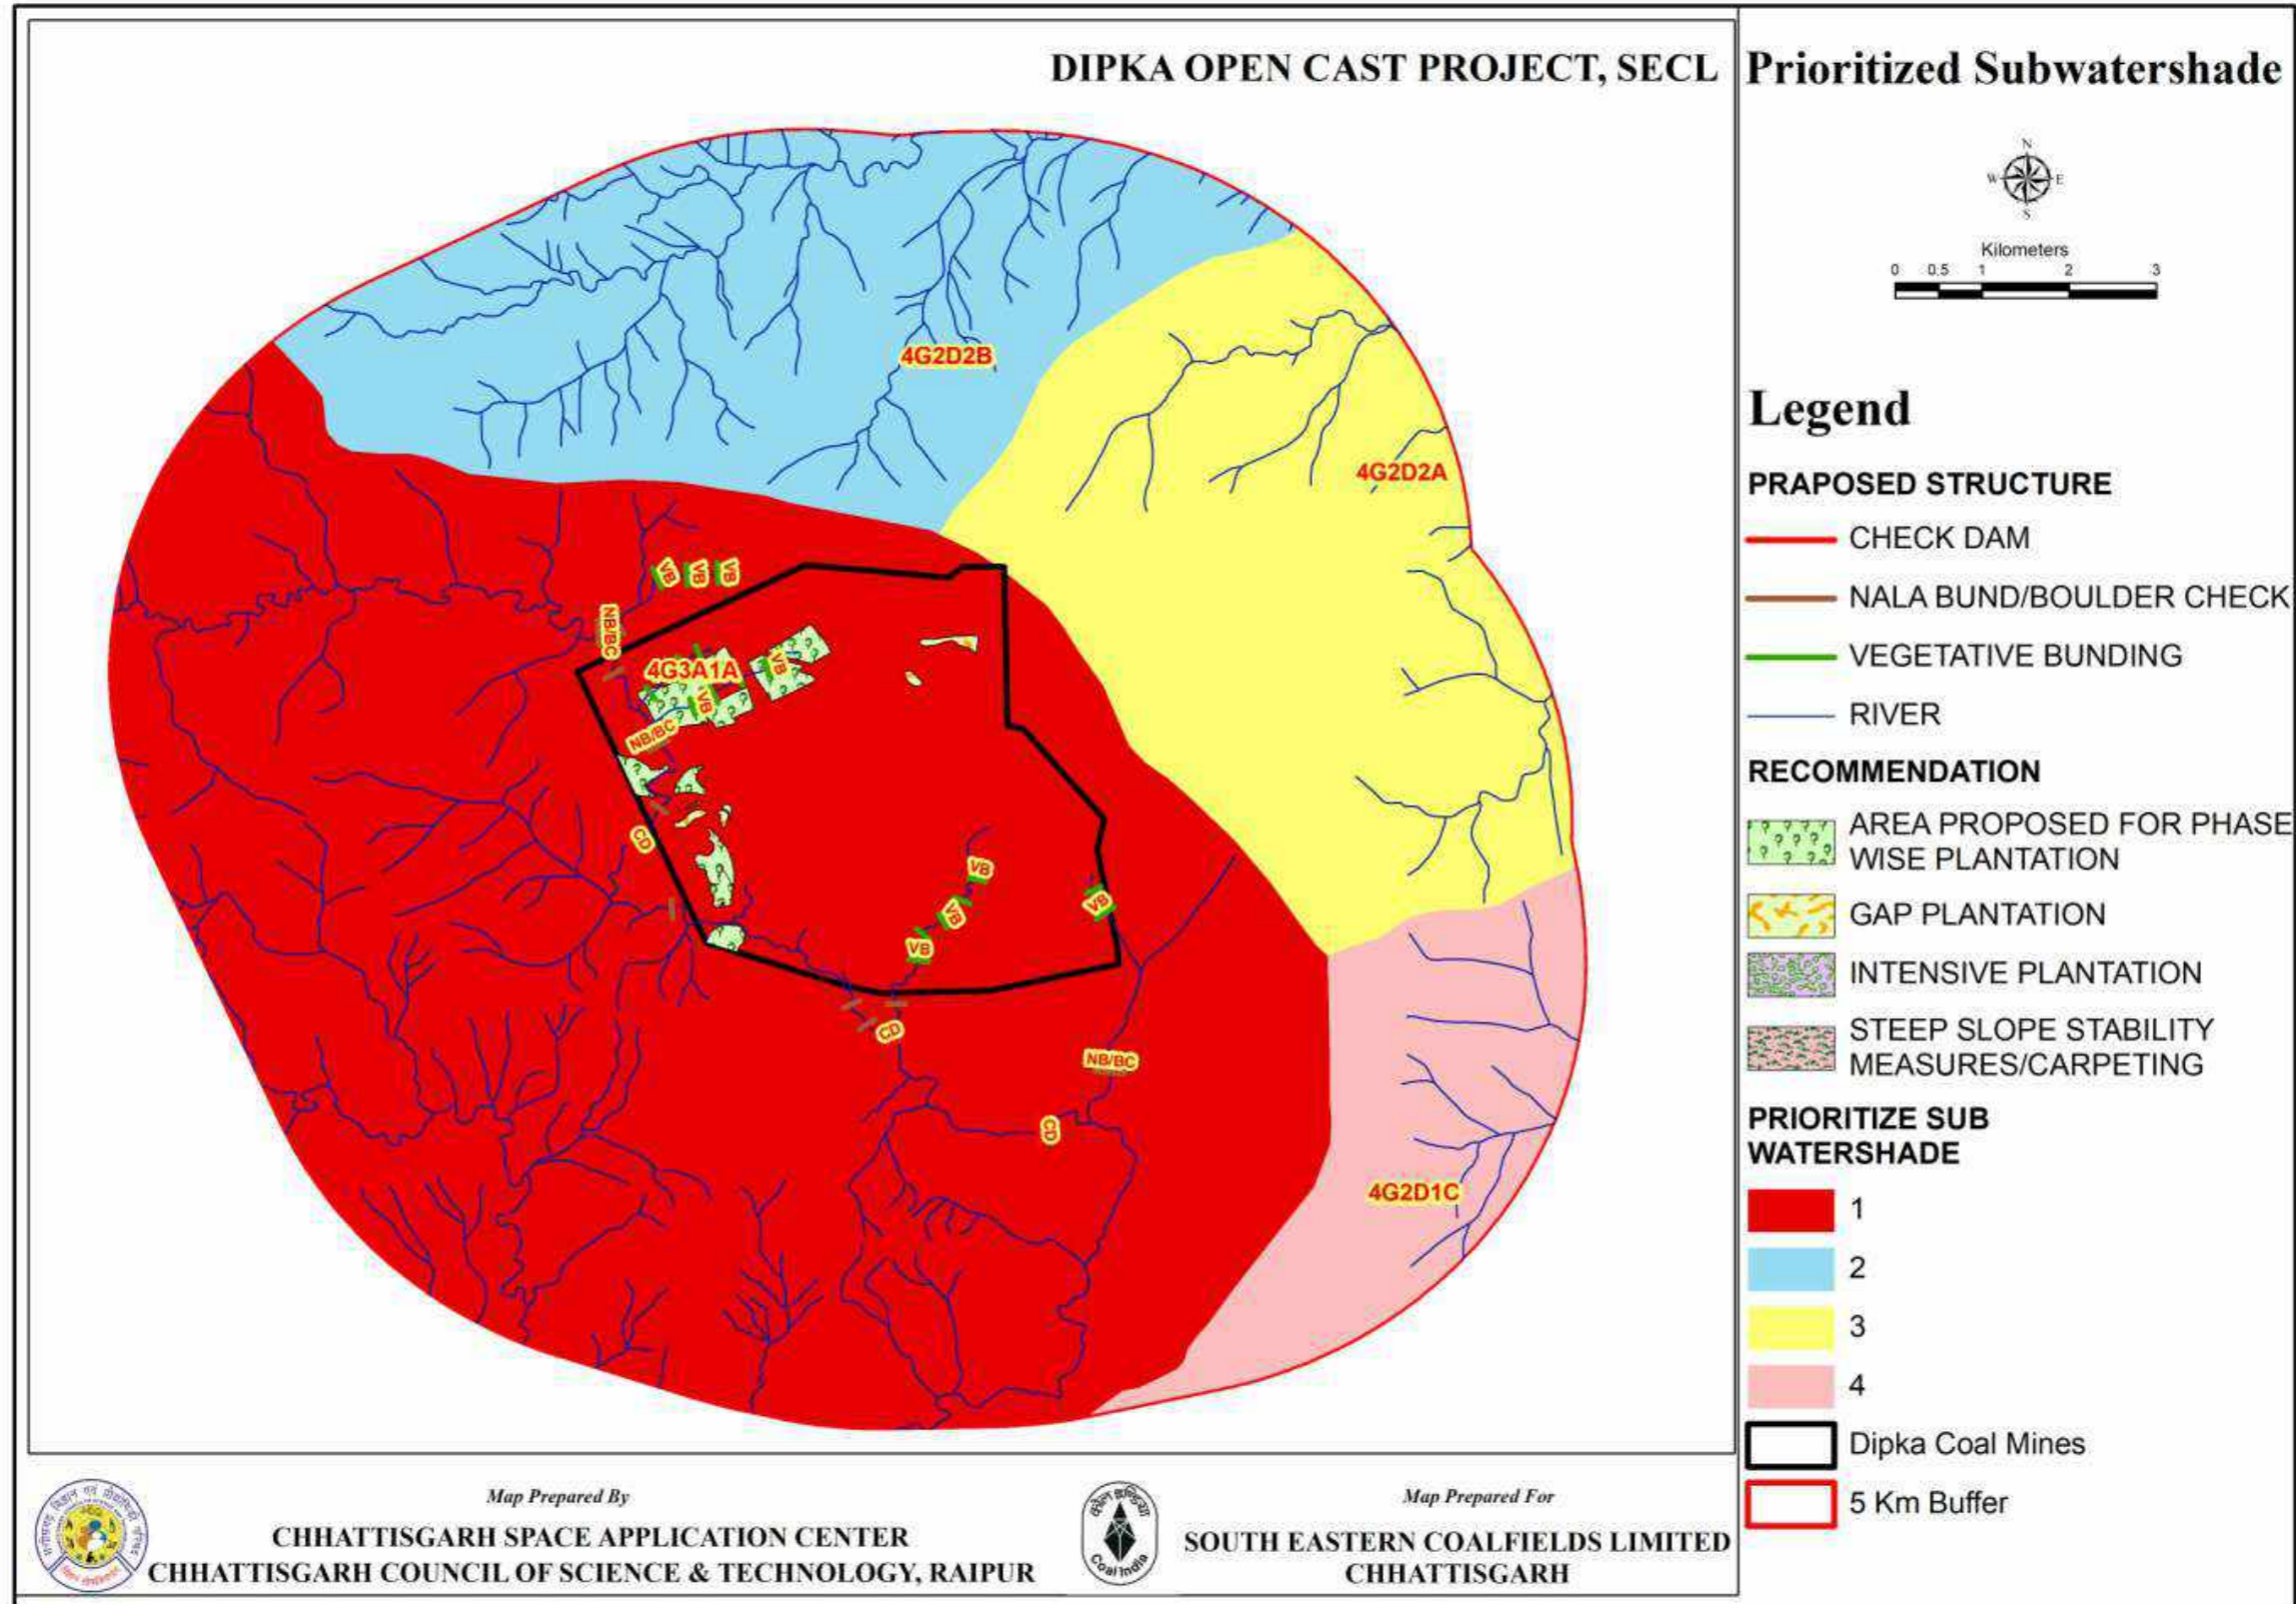 DIPKA OPEN CAST PROJECT, SECL
Prioritized Subwatershade
N
W
E
S
Kilometers
0 0.5 1 2 3
Legend
PRAPOSED STRUCTURE
CHECK DAM
NALA BUND/BOULDER CHECK
VEGETATIVE BUNDING
RIVER
RECOMMENDATION
AREA PROPOSED FOR PHASE
WISE PLANTATION
GAP PLANTATION
INTENSIVE PLANTATION
STEEP SLOPE STABILITY
MEASURES/CARPETING
PRIORITIZE SUB
WATERSHADE
1
2
3
4
Dipka Coal Mines
5 Km Buffer
4G2D2B
4G2D2A
VB
VB
VB
NB/BC
4G3A1A
VB
VB
NB/BC
CD
VB
VB
VB
VB
CD
NB/BC
CD
4G2D1C
Map Prepared By
CHHATTISGARH SPACE APPLICATION CENTER
CHHATTISGARH COUNCIL OF SCIENCE & TECHNOLOGY, RAIPUR
कोल इण्डिया
Coal India
Map Prepared For
SOUTH EASTERN COALFIELDS LIMITED
CHHATTISGARH